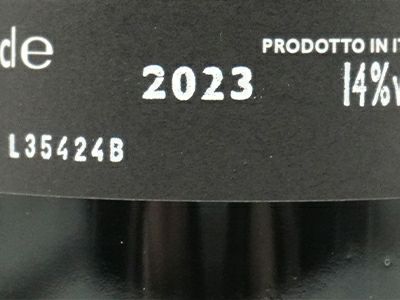 de
PRODOTTO IN IT
2023
14%v
L35424B